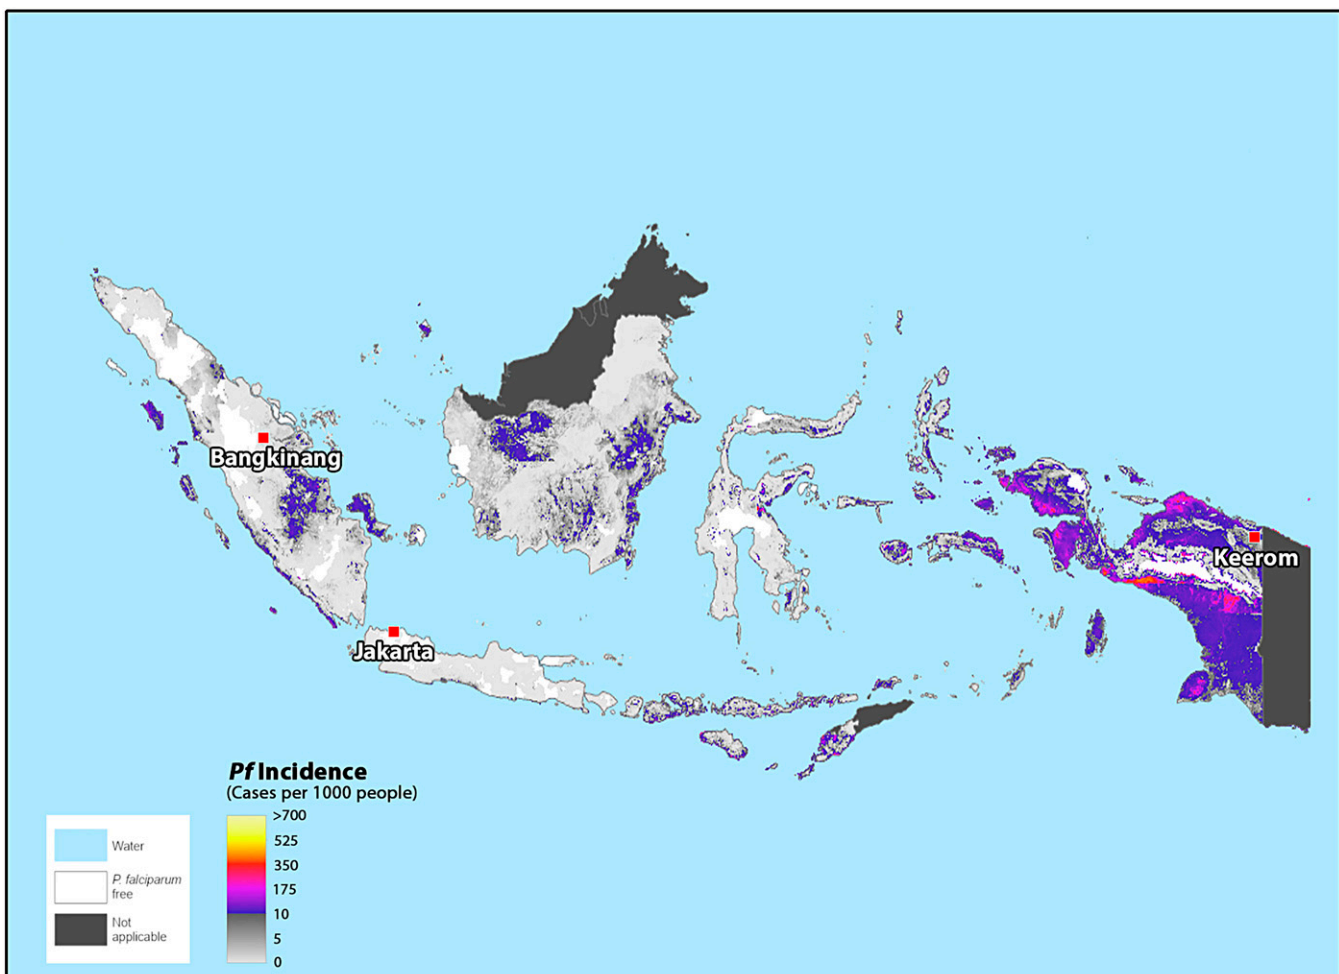 Bangkinang
Keerom
Jakarta
Pf Incidence
(Cases per 1000 people)
>700
525
350
175
10
5
0
Water
P. falciparum
free
Not
applicable